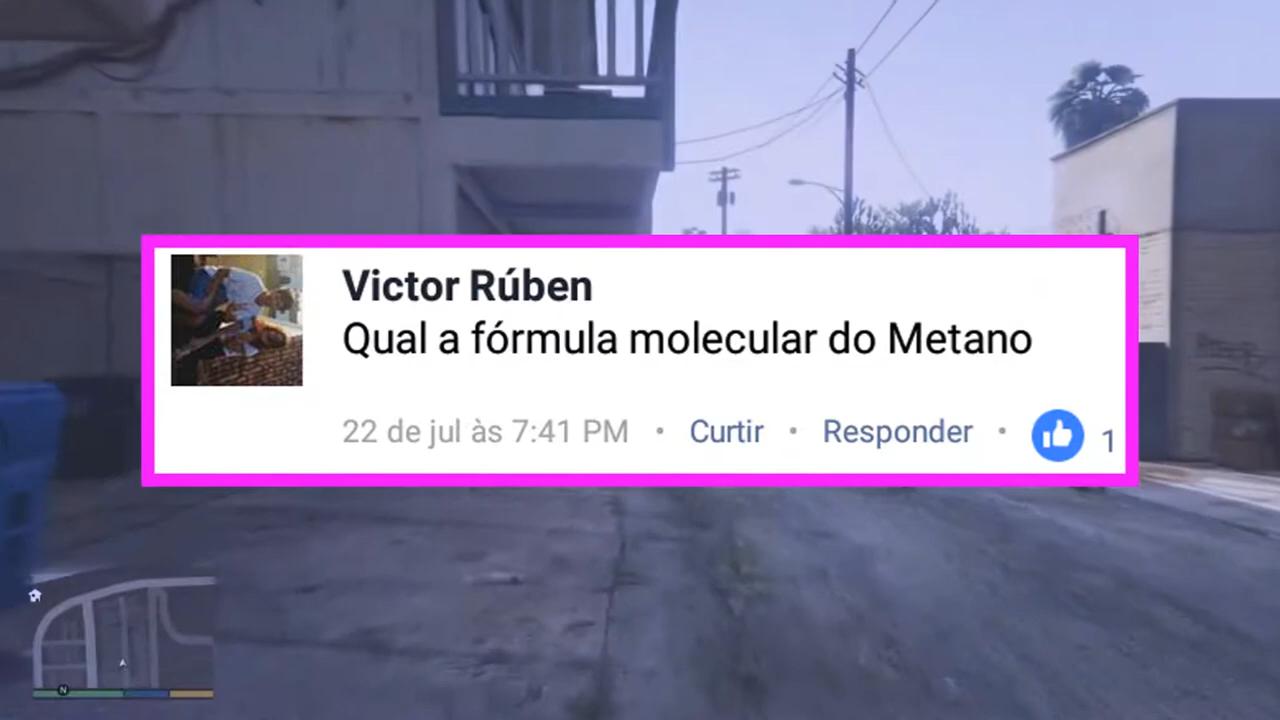 Victor Rúben
Qual a fórmula molecular do Metano
22 de jul às 7:41 PM • Curtir • Responder • 1
N